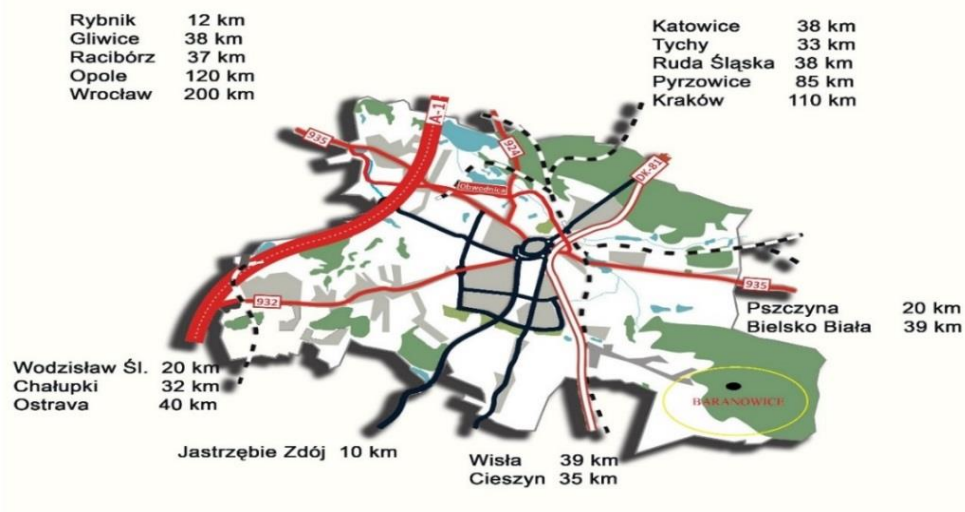 Rybnik 12 km
Gliwice 38 km
Racibórz 37 km
Opole 120 km
Wrocław 200 km
Katowice 38 km
Tychy 33 km
Ruda Śląska 38 km
Pyrzowice 85 km
Kraków 110 km
A-1
935
924
DK-81
Obwodnica
935
932
Pszczyna 20 km
Bielsko Biała 39 km
Wodzisław Śl. 20 km
Chałupki 32 km
Ostrava 40 km
BARANOWICE
Jastrzębie Zdój 10 km
Wisła 39 km
Cieszyn 35 km